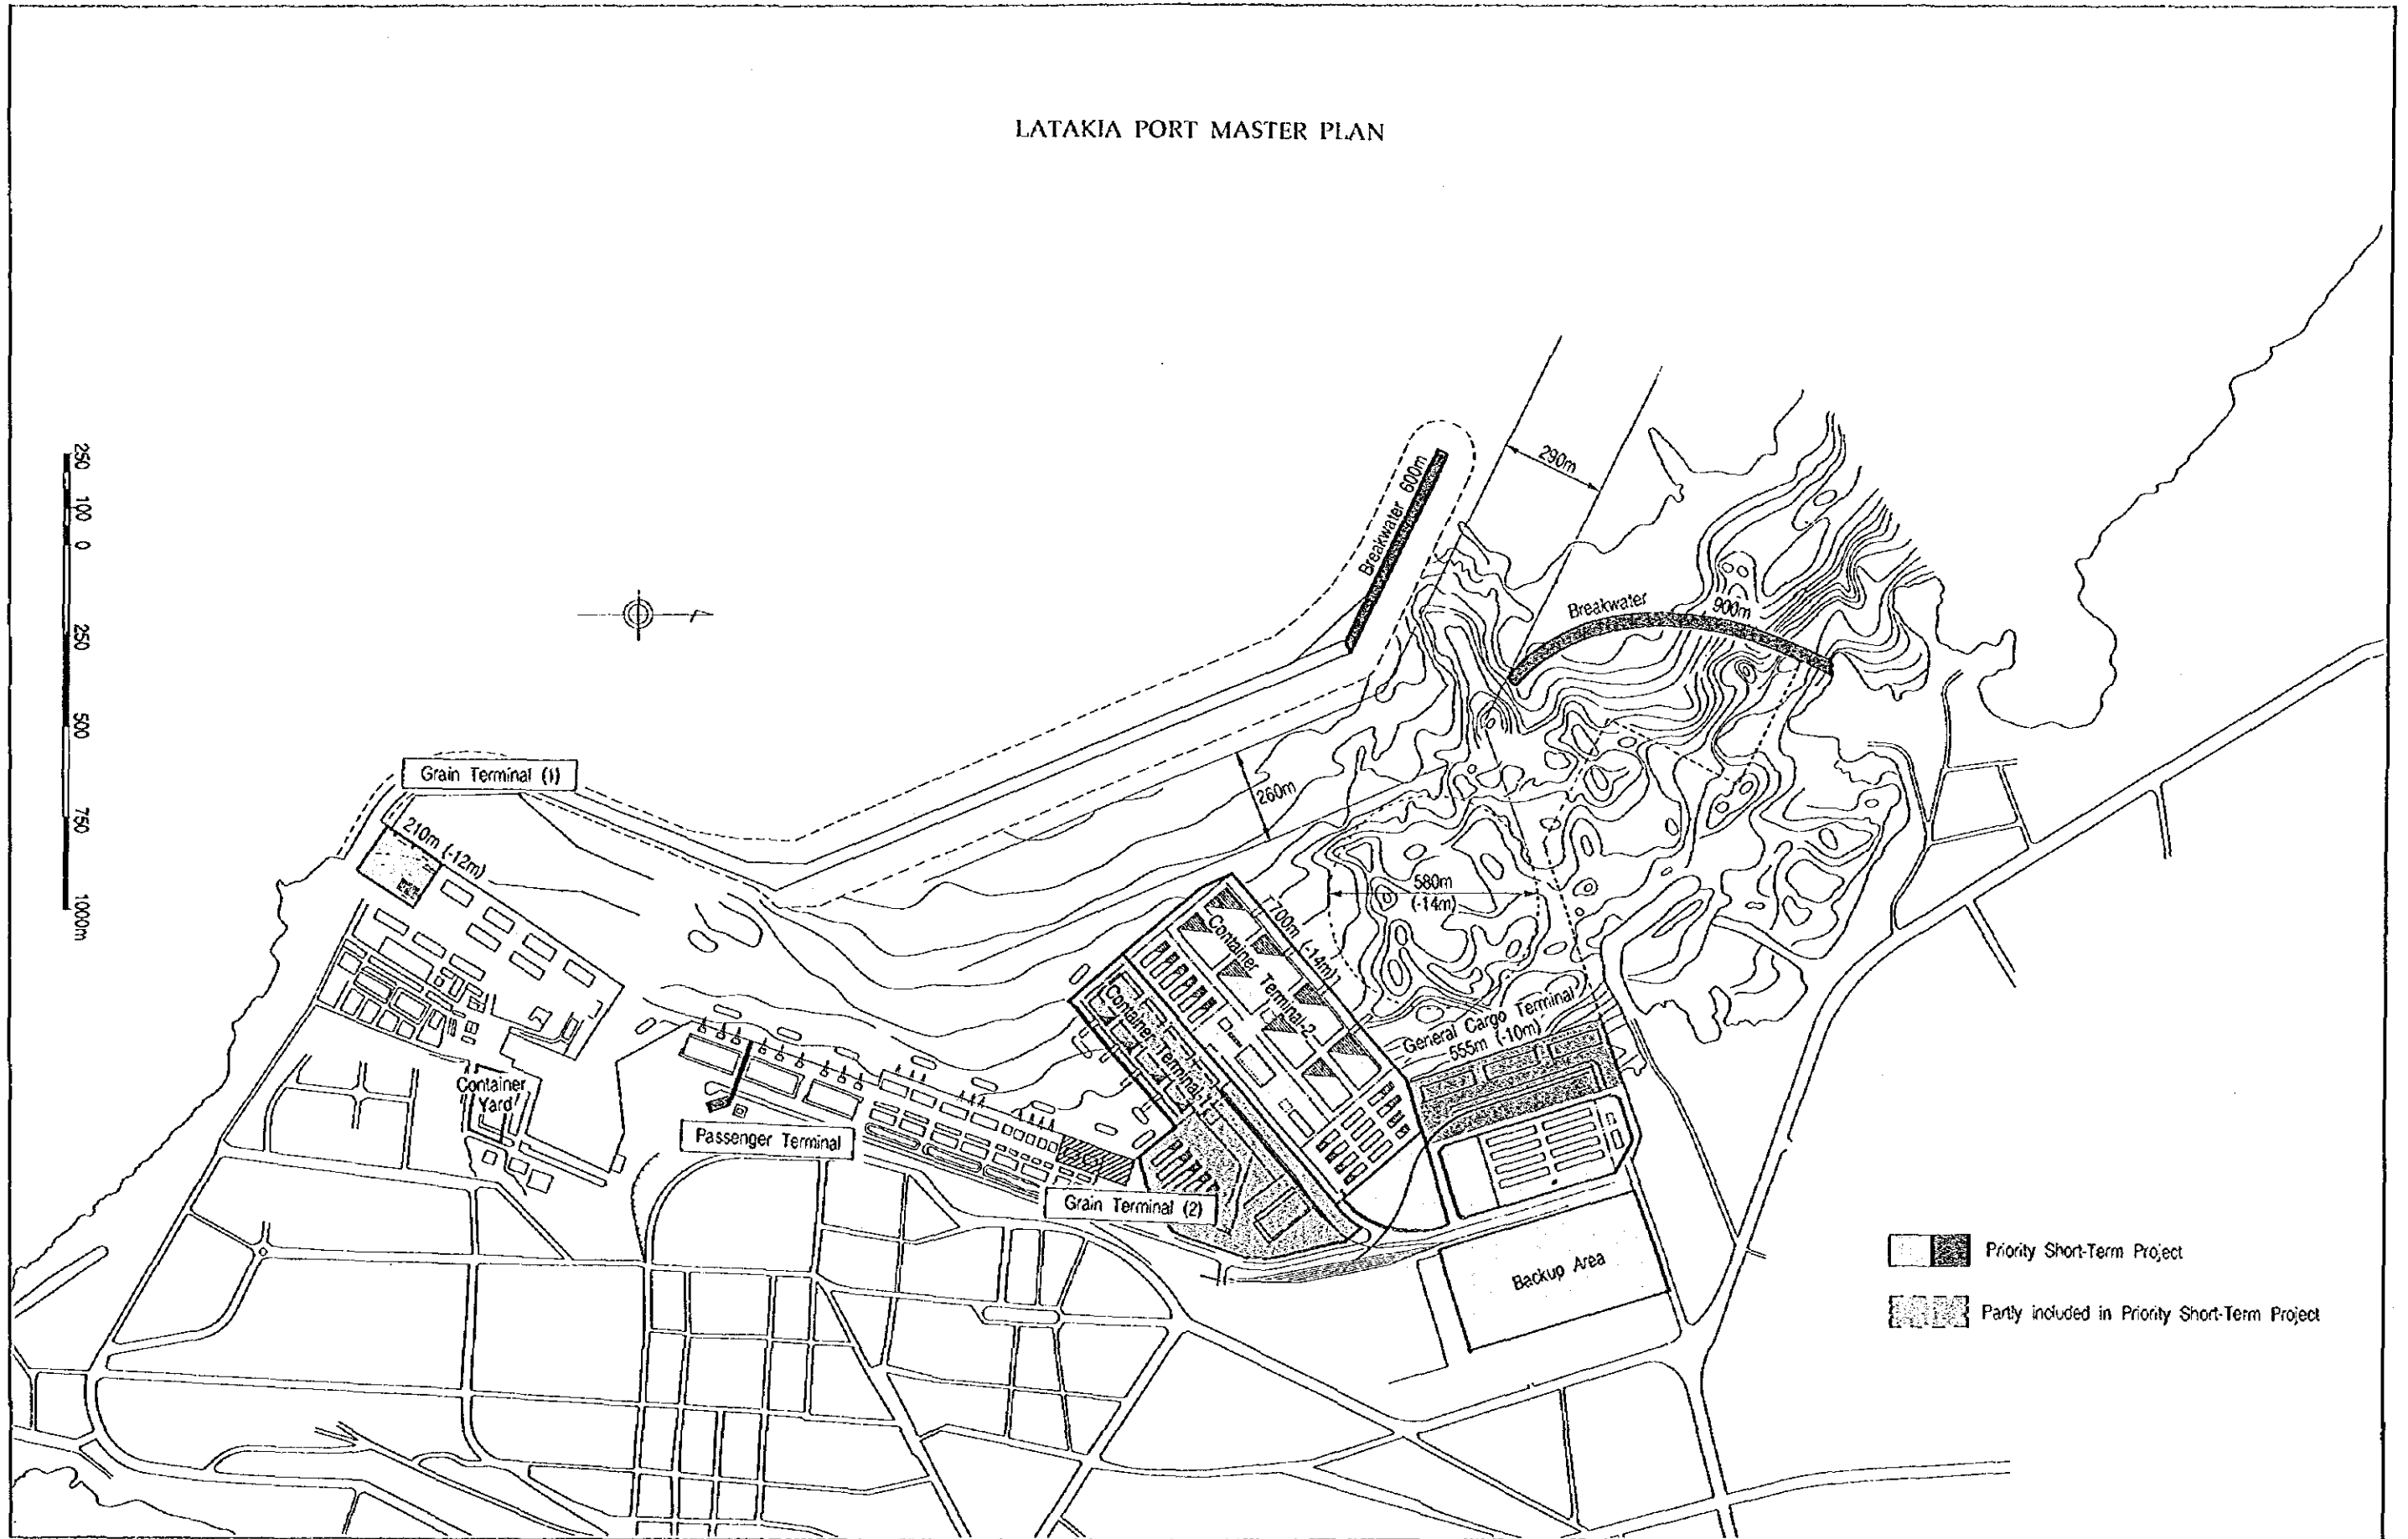 LATAKIA PORT MASTER PLAN
250
100
0
250
500
750
1000m
290m
Breakwater 600m
Breakwater
900m
Grain Terminal (1)
210m (-12m)
260m
580m
(-14m)
700m (-14m)
Container Terminal-2
Container Terminal-1
General Cargo Terminal
555m (-10m)
Container
Yard
Passenger Terminal
Grain Terminal (2)
Backup Area
Priority Short-Term Project
Partly included in Priority Short-Term Project